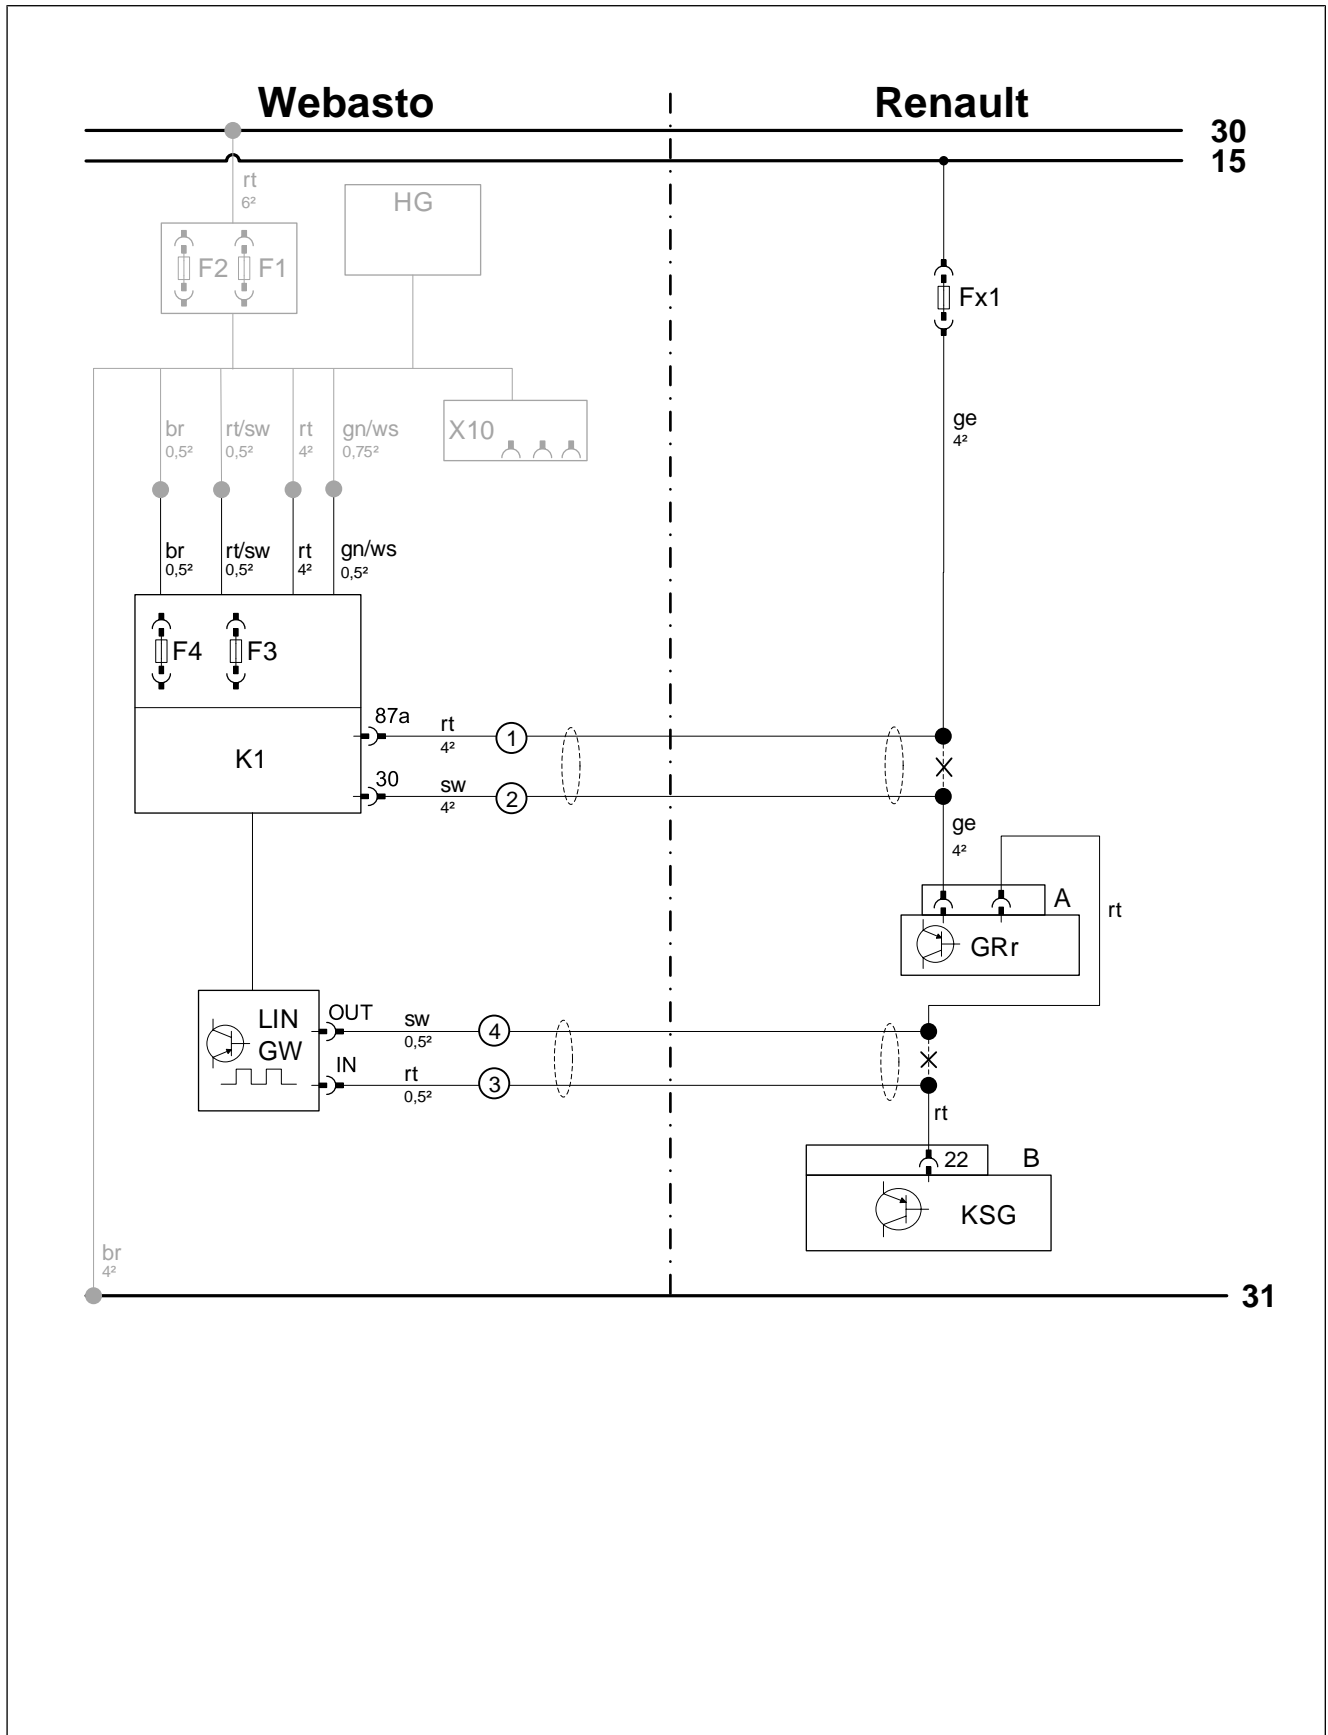 Webasto
Renault
30
15
rt
6²
HG
F2
F1
Fx1
X10
ge
4²
br
0,5²
rt/sw
0,5²
rt
4²
gn/ws
0,75²
br
0,5²
rt/sw
0,5²
rt
4²
gn/ws
0,5²
F4
F3
K1
87a
rt
4²
1
30
sw
4²
2
ge
4²
A
rt
GRr
LIN
GW
OUT
sw
0,5²
4
IN
rt
0,5²
3
rt
22
B
KSG
br
4²
31